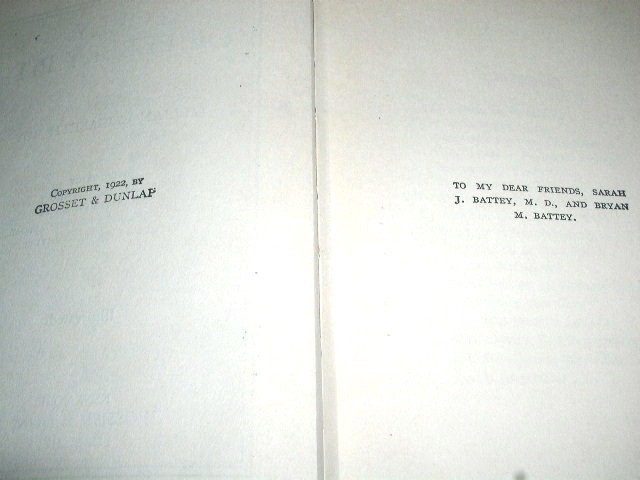 COPYRIGHT, 1922, BY
GROSSET & DUNLAP
TO MY DEAR FRIENDS, SARAH
J. BATTEY, M. D., AND BRYAN
M. BATTEY.